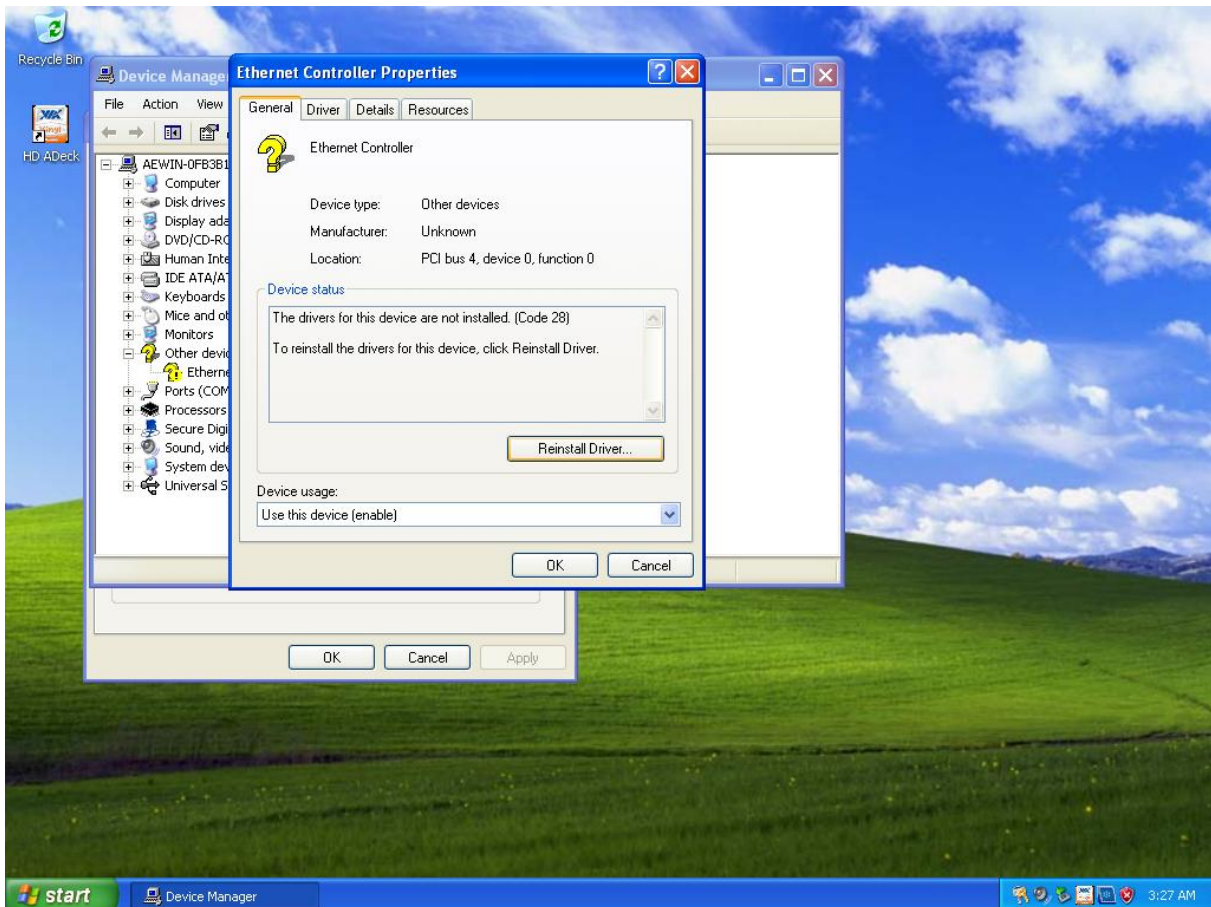 Recycle Bin
HD ADeck
Device Manage
File Action View
AEWIN-0FB3B1
Computer
Disk drives
Display ada
DVD/CD-RO
Human Inte
IDE ATA/AT
Keyboards
Mice and ot
Monitors
Other devic
Etherne
Ports (COM
Processors
Secure Digi
Sound, vide
System dev
Universal S
Ethernet Controller Properties
General Driver Details Resources
Ethernet Controller
Device type: Other devices
Manufacturer: Unknown
Location: PCI bus 4, device 0, function 0
Device status
The drivers for this device are not installed. (Code 28)
To reinstall the drivers for this device, click Reinstall Driver.
Reinstall Driver...
Device usage:
Use this device (enable)
OK Cancel
OK Cancel Apply
start
Device Manager
3:27 AM